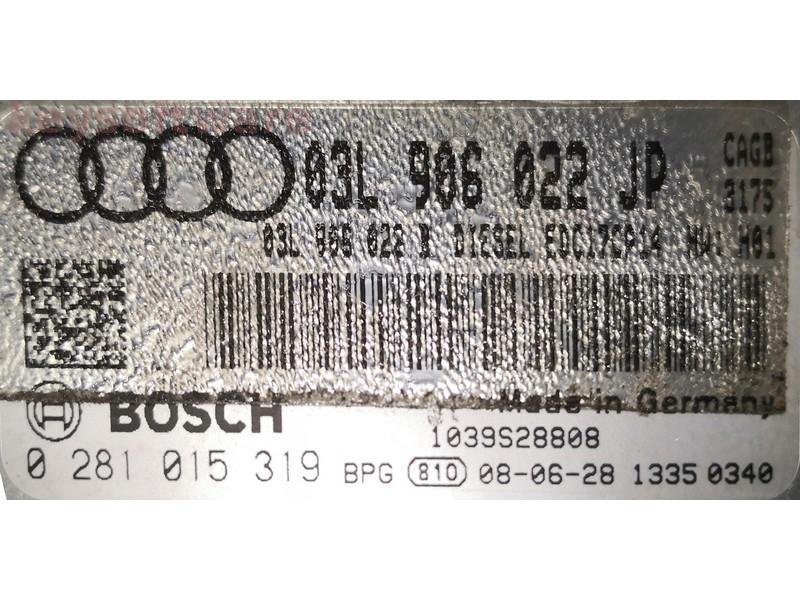 keysoftware
03L 906 022 JP
CAGB
3175
03L 906 022 B DIESEL EDC17CP14 HW: H01
BOSCH
Made in Germany
1039S28808
0 281 015 319 BPG 810 08-06-28 1335 0340